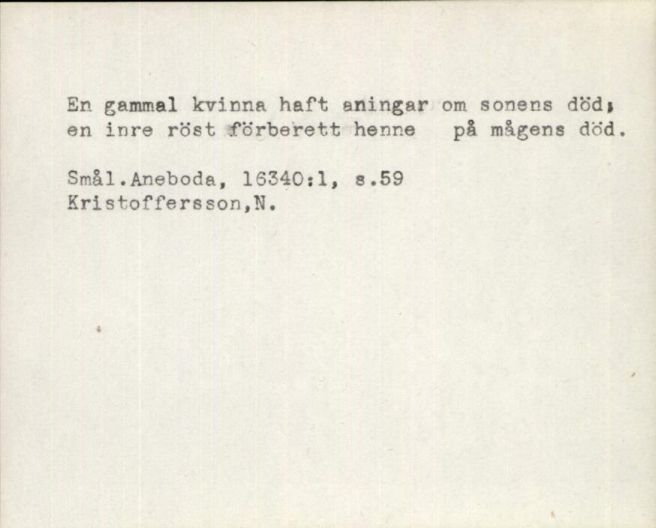 En gammal kvinna haft aningar om sonens död;
en inre röst förberett henne på mågens död.
Smål.Aneboda, 16340:1, s.59
Kristoffersson,N.